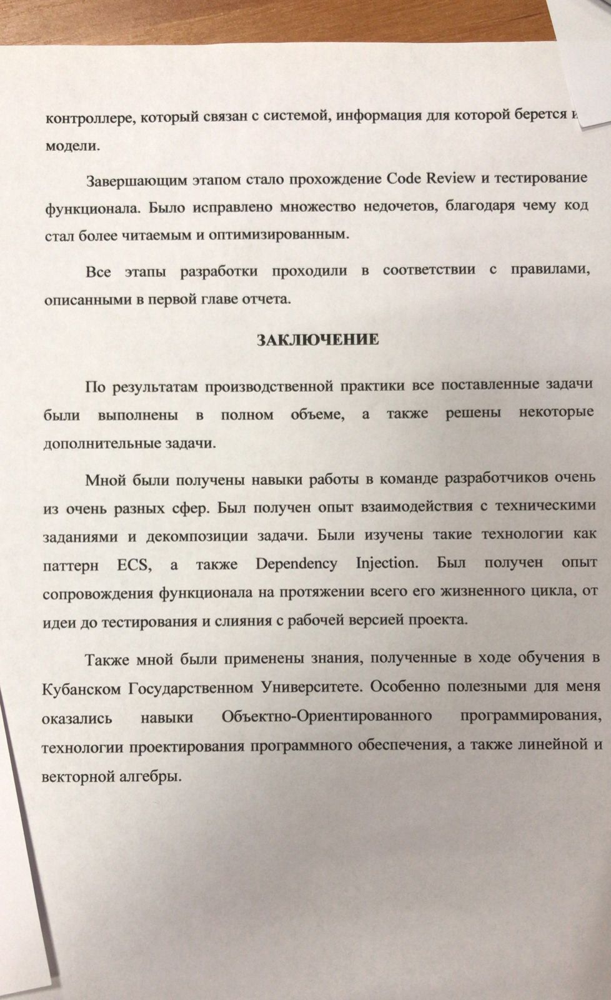 контроллере, который связан с системой, информация для которой берется
модели.
Завершающим этапом стало прохождение Code Review и тестирование
функционала. Было исправлено множество недочетов, благодаря чему код
стал более читаемым и оптимизированным.
Все этапы разработки проходили в соответствии с правилами,
описанными в первой главе отчета.
ЗАКЛЮЧЕНИЕ
По результатам производственной практики все поставленные задачи
были выполнены в полном объеме, а также решены некоторые
дополнительные задачи.
Мной были получены навыки работы в команде разработчиков очень
из очень разных сфер. Был получен опыт взаимодействия с техническими
заданиями и декомпозиции задачи. Были изучены такие технологии как
паттерн ECS, а также Dependency Injection. Был получен опыт
сопровождения функционала на протяжении всего его жизненного цикла, от
идеи до тестирования и слияния с рабочей версией проекта.
Также мной были применены знания, полученные в ходе обучения в
Кубанском Государственном Университете. Особенно полезными для меня
оказались навыки Объектно-Ориентированного программирования,
технологии проектирования программного обеспечения, а также линейной и
векторной алгебры.